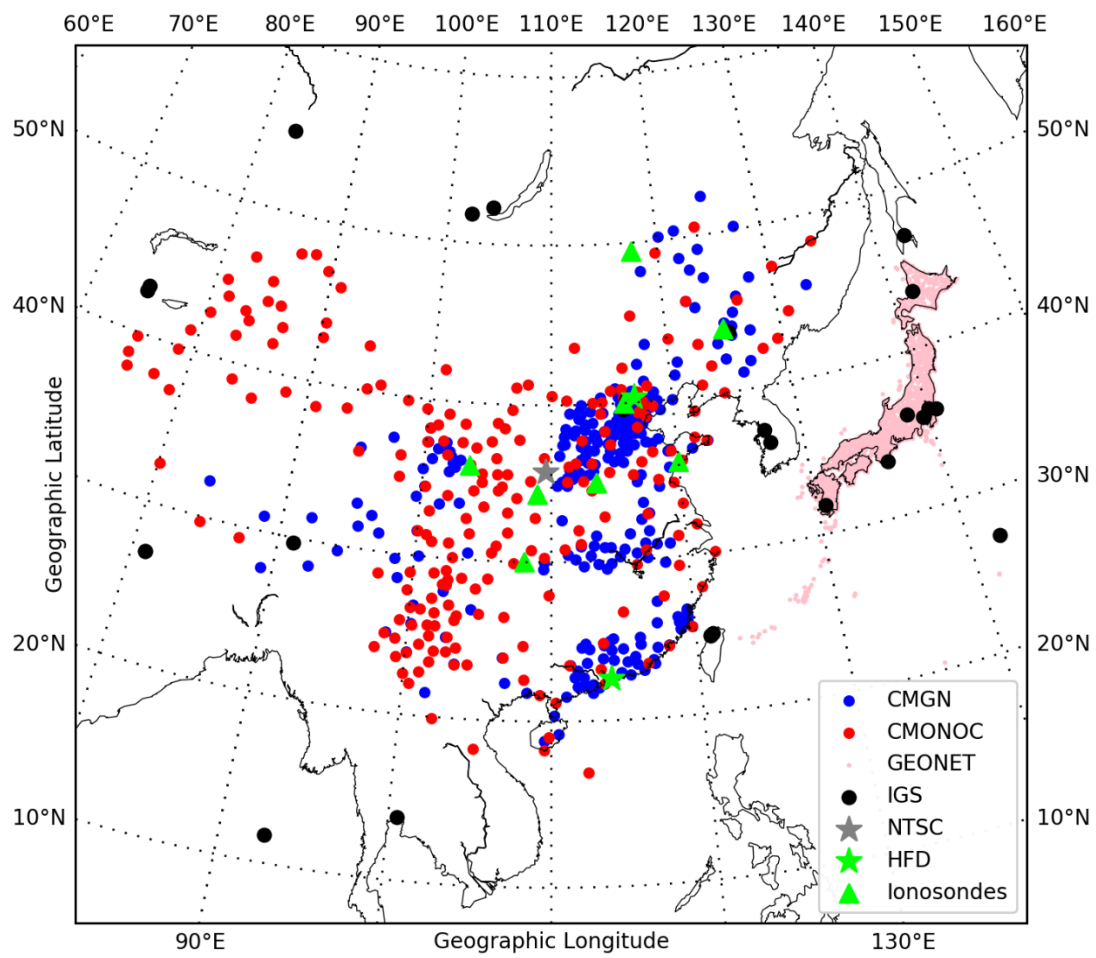 60°E 70°E 80°E 90°E 100°E 110°E 120°E 130°E 140°E 150°E 160°E
50°N 50°N
40°N 40°N
30°N 30°N
20°N 20°N
10°N 10°N
Geographic Latitude
CMGN
CMONOC
GEONET
IGS
NTSC
HFD
Ionosondes
90°E Geographic Longitude 130°E